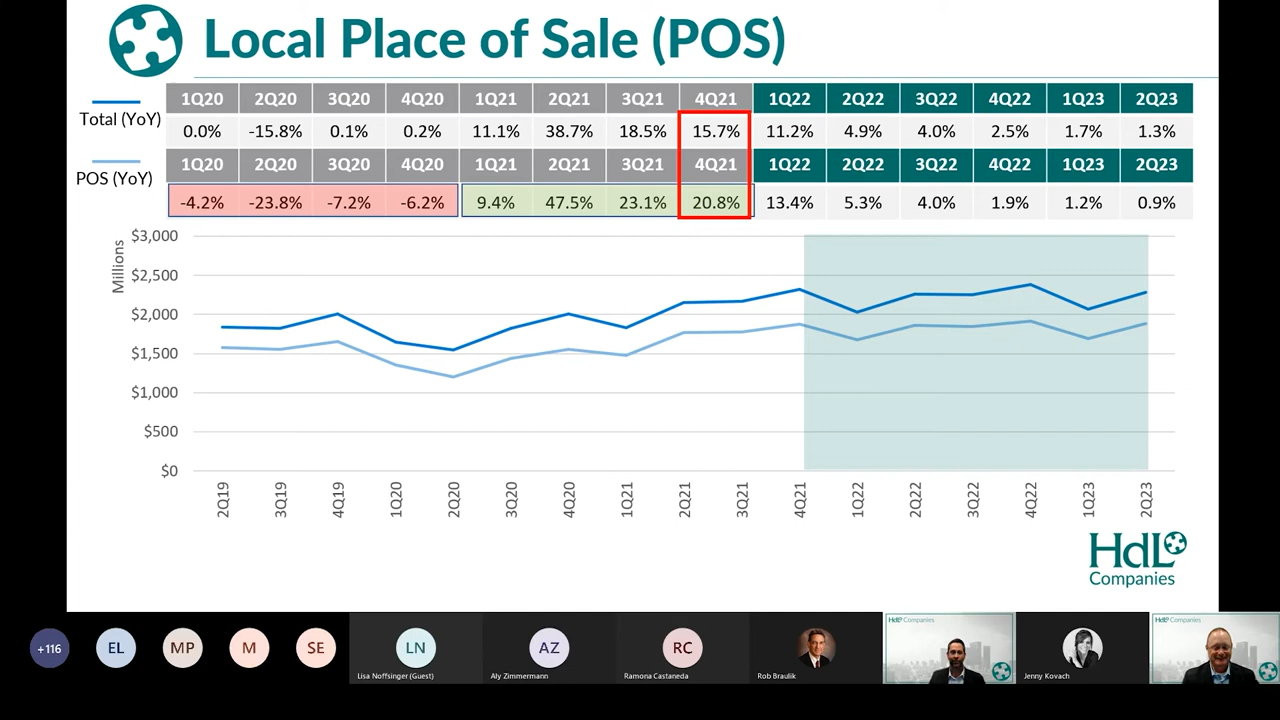 Local Place of Sale (POS)
1Q20 2Q20 3Q20 4Q20 1Q21 2Q21 3Q21 4Q21 1Q22 2Q22 3Q22 4Q22 1Q23 2Q23
Total (YoY) 0.0% -15.8% 0.1% 0.2% 11.1% 38.7% 18.5% 15.7% 11.2% 4.9% 4.0% 2.5% 1.7% 1.3%
1Q20 2Q20 3Q20 4Q20 1Q21 2Q21 3Q21 4Q21 1Q22 2Q22 3Q22 4Q22 1Q23 2Q23
POS (YoY) -4.2% -23.8% -7.2% -6.2% 9.4% 47.5% 23.1% 20.8% 13.4% 5.3% 4.0% 1.9% 1.2% 0.9%
Millions
$3,000
$2,500
$2,000
$1,500
$1,000
$500
$0
2Q19 3Q19 4Q19 1Q20 2Q20 3Q20 4Q20 1Q21 2Q21 3Q21 4Q21 1Q22 2Q22 3Q22 4Q22 1Q23 2Q23
HdL
Companies
+116 EL MP M SE LN AZ RC
HdL Companies
HdL Companies
Lisa Noffsinger (Guest) Aly Zimmermann Ramona Castaneda Rob Braulik Jenny Kovach